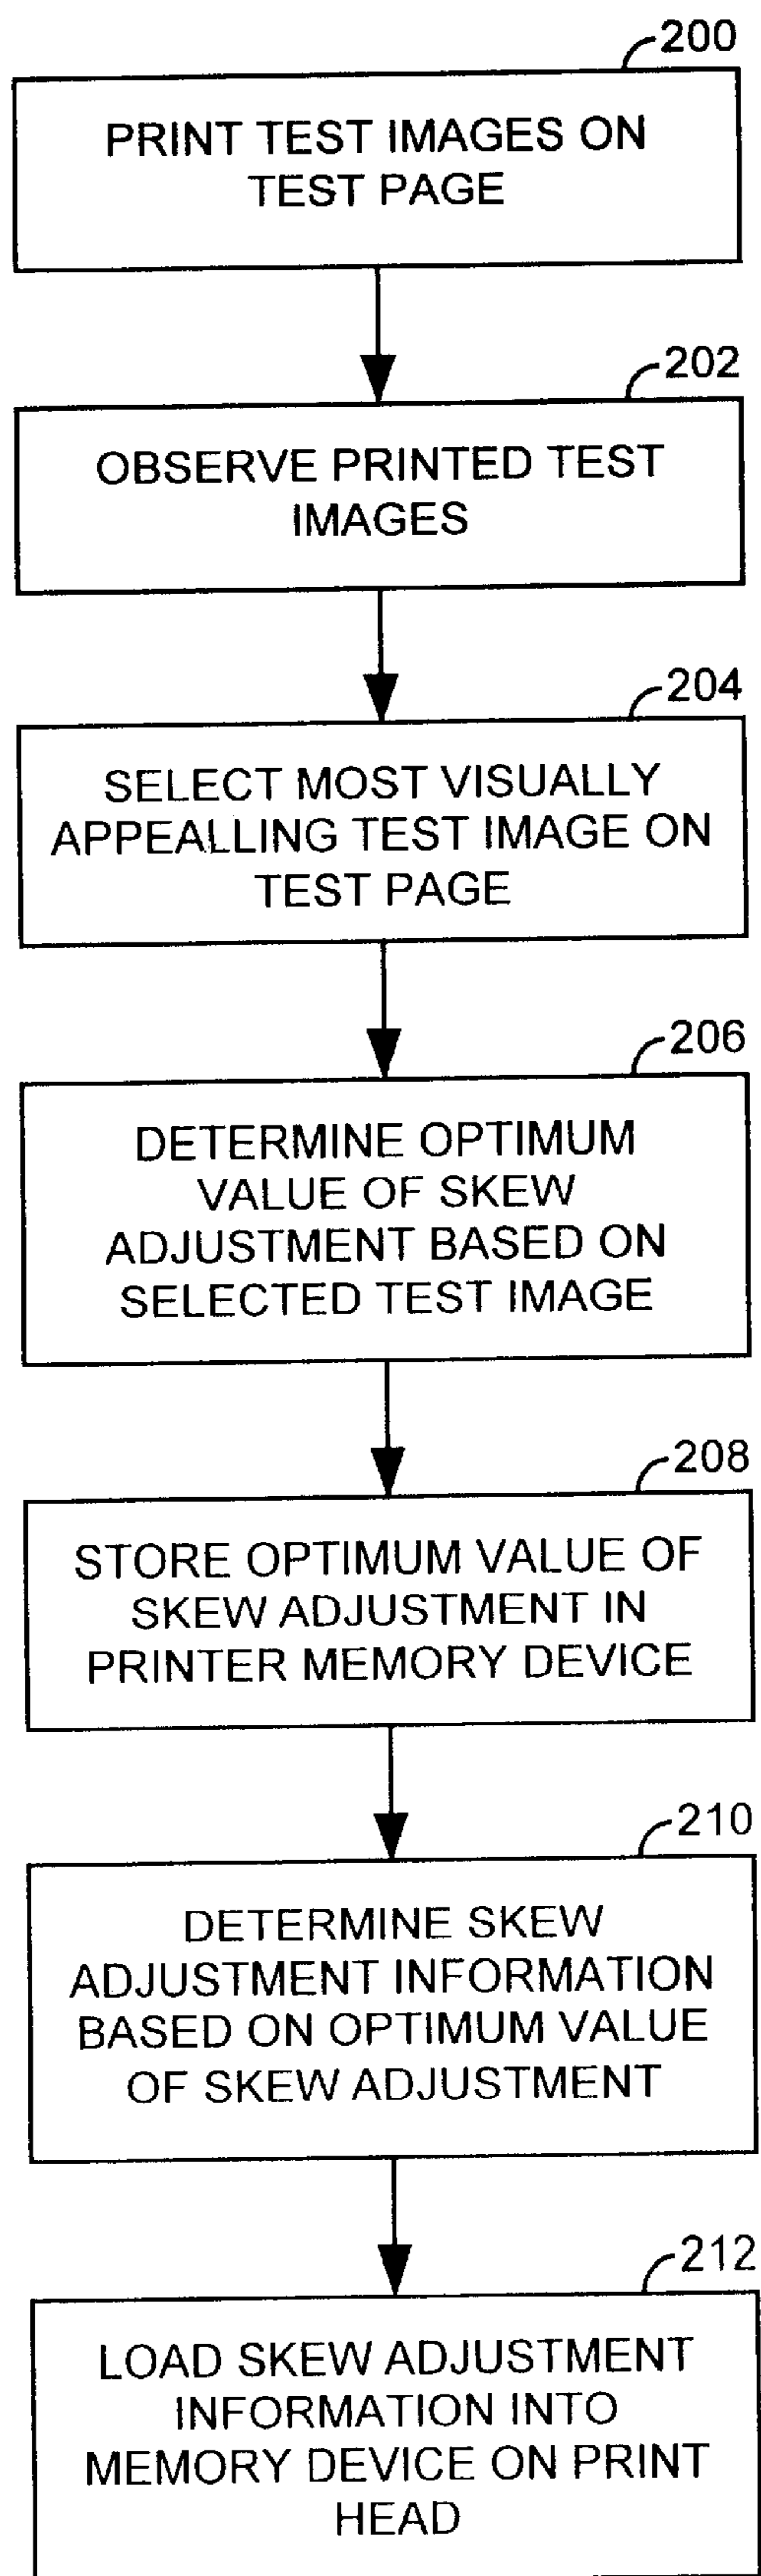 200
PRINT TEST IMAGES ON
TEST PAGE
202
OBSERVE PRINTED TEST
IMAGES
204
SELECT MOST VISUALLY
APPEALLING TEST IMAGE ON
TEST PAGE
206
DETERMINE OPTIMUM
VALUE OF SKEW
ADJUSTMENT BASED ON
SELECTED TEST IMAGE
208
STORE OPTIMUM VALUE OF
SKEW ADJUSTMENT IN
PRINTER MEMORY DEVICE
210
DETERMINE SKEW
ADJUSTMENT INFORMATION
BASED ON OPTIMUM VALUE
OF SKEW ADJUSTMENT
212
LOAD SKEW ADJUSTMENT
INFORMATION INTO
MEMORY DEVICE ON PRINT
HEAD